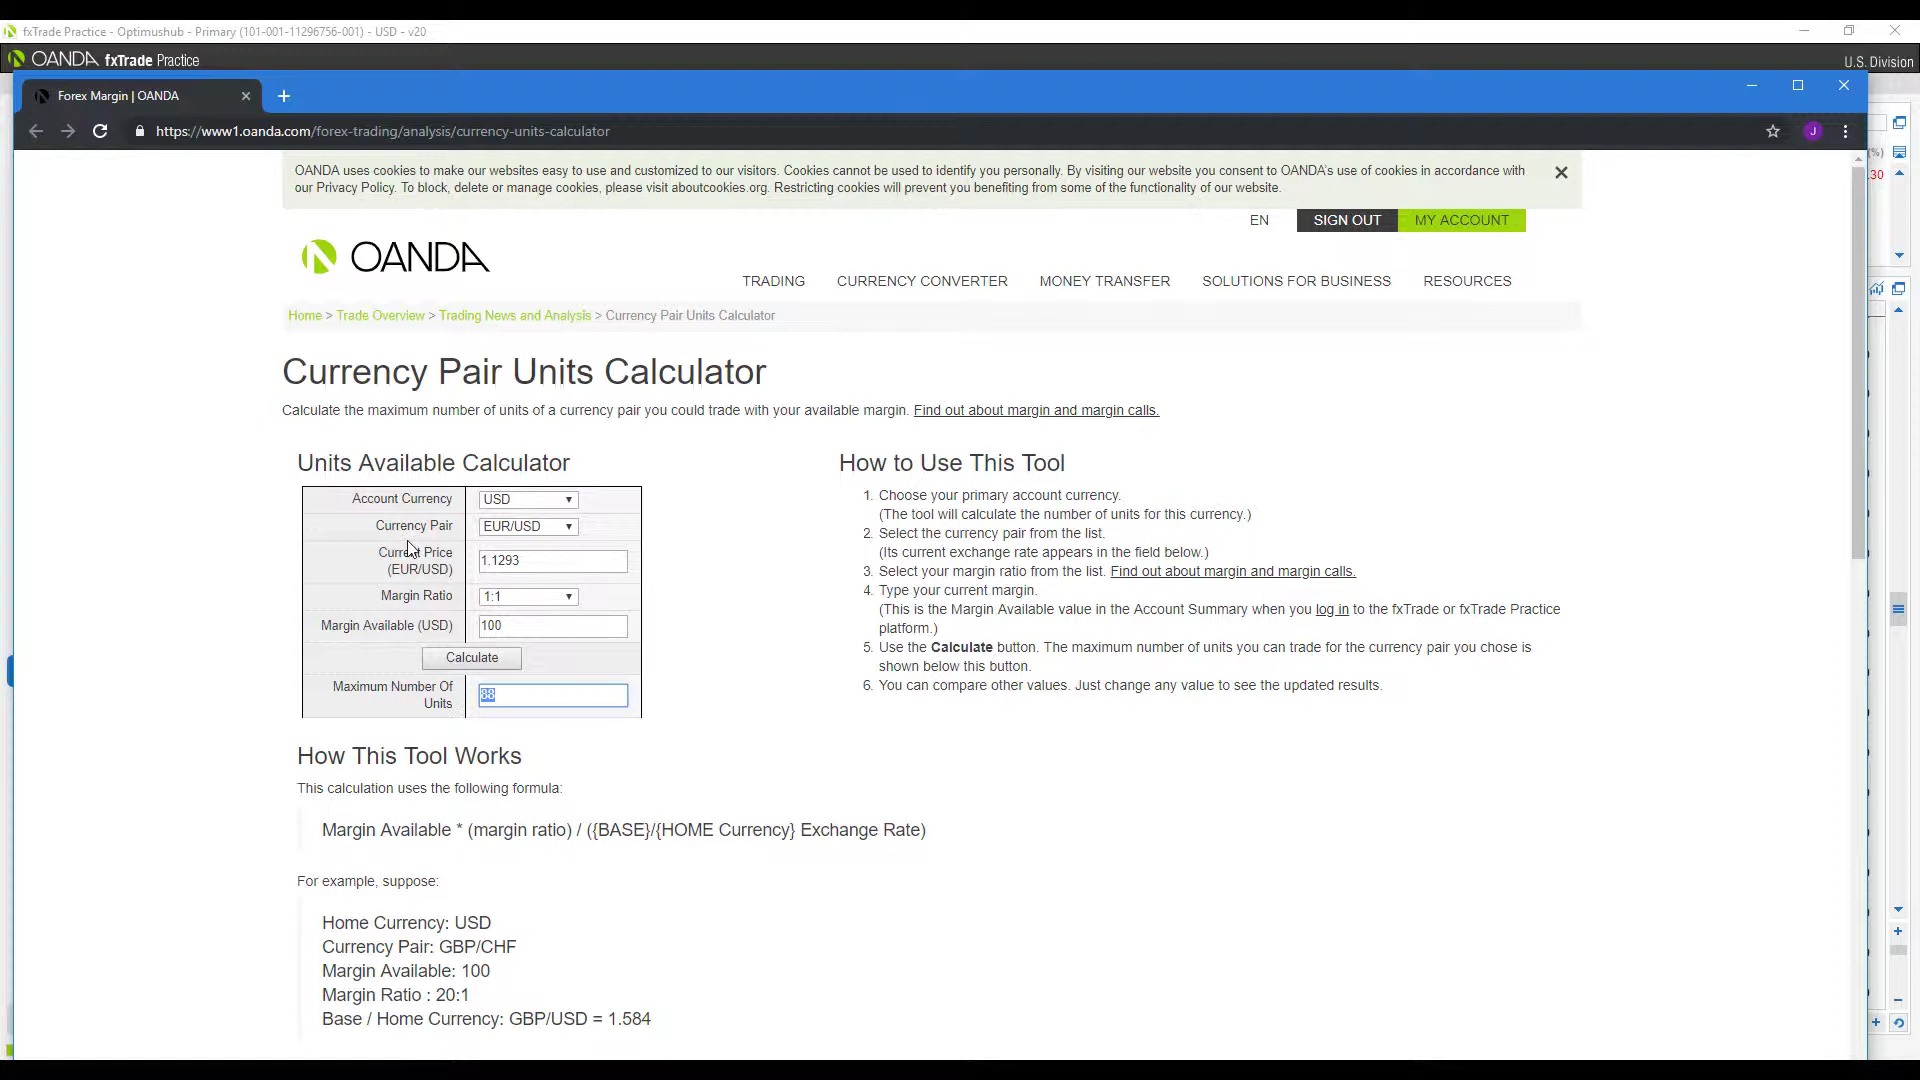 fxTrade Practice - Optimushub - Primary (101-001-11296756-001) - USD - v20
OANDA fxTrade Practice
U.S. Division
Forex Margin | OANDA
https://www1.oanda.com/forex-trading/analysis/currency-units-calculator
J
(%)
.30
OANDA uses cookies to make our websites easy to use and customized to our visitors. Cookies cannot be used to identify you personally. By visiting our website you consent to OANDA's use of cookies in accordance with
our Privacy Policy. To block, delete or manage cookies, please visit aboutcookies.org. Restricting cookies will prevent you benefiting from some of the functionality of our website.
EN
SIGN OUT
MY ACCOUNT
OANDA
TRADING
CURRENCY CONVERTER
MONEY TRANSFER
SOLUTIONS FOR BUSINESS
RESOURCES
Home > Trade Overview > Trading News and Analysis > Currency Pair Units Calculator
Currency Pair Units Calculator
Calculate the maximum number of units of a currency pair you could trade with your available margin. Find out about margin and margin calls.
Units Available Calculator
Account Currency
USD
Currency Pair
EUR/USD
Current Price
(EUR/USD)
1.1293
Margin Ratio
1:1
Margin Available (USD)
100
Calculate
Maximum Number Of
Units
88
How to Use This Tool
1. Choose your primary account currency.
(The tool will calculate the number of units for this currency.)
2. Select the currency pair from the list.
(Its current exchange rate appears in the field below.)
3. Select your margin ratio from the list. Find out about margin and margin calls.
4. Type your current margin.
(This is the Margin Available value in the Account Summary when you log in to the fxTrade or fxTrade Practice
platform.)
5. Use the Calculate button. The maximum number of units you can trade for the currency pair you chose is
shown below this button.
6. You can compare other values. Just change any value to see the updated results.
How This Tool Works
This calculation uses the following formula:
Margin Available * (margin ratio) / ({BASE}/{HOME Currency} Exchange Rate)
For example, suppose:
Home Currency: USD
Currency Pair: GBP/CHF
Margin Available: 100
Margin Ratio : 20:1
Base / Home Currency: GBP/USD = 1.584